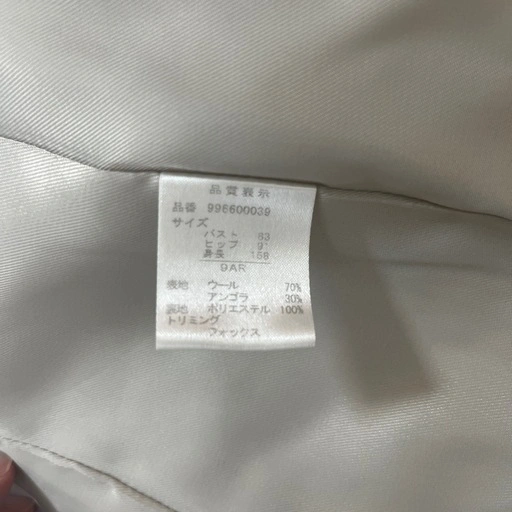 品質表示
品番 996600039
サイズ
バスト 83
ヒップ 91
身長 158
9AR
表地 ウール 70%
アンゴラ 30%
裏地 ポリエステル 100%
トリミング
フォックス